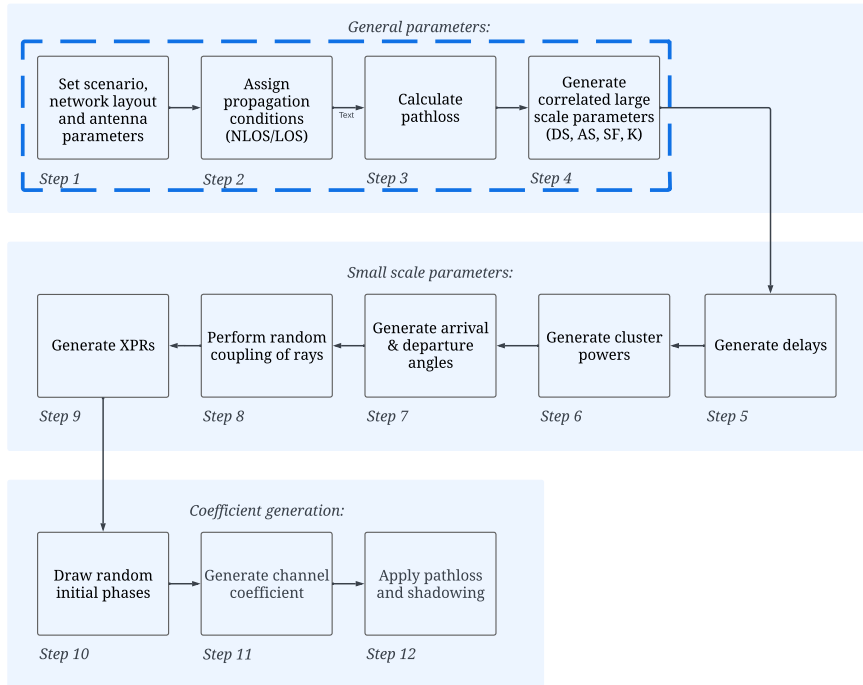 General parameters:
Set scenario,
network layout
and antenna
parameters
Step 1
Assign
propagation
conditions
(NLOS/LOS)
Step 2
Text
Calculate
pathloss
Step 3
Generate
correlated large
scale parameters
(DS, AS, SF, K)
Step 4
Small scale parameters:
Generate XPRs
Step 9
Perform random
coupling of rays
Step 8
Generate arrival
& departure
angles
Step 7
Generate cluster
powers
Step 6
Generate delays
Step 5
Coefficient generation:
Draw random
initial phases
Step 10
Generate channel
coefficient
Step 11
Apply pathloss
and shadowing
Step 12